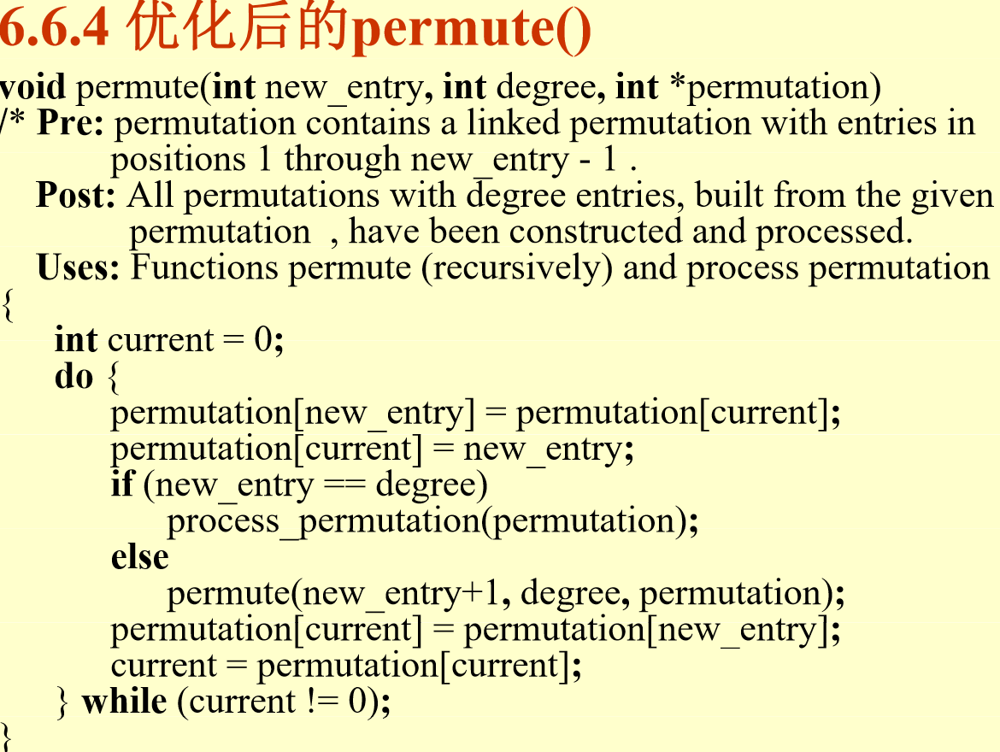 6.6.4 优化后的permute()
void permute(int new_entry, int degree, int *permutation)
/* Pre: permutation contains a linked permutation with entries in
positions 1 through new_entry - 1 .
Post: All permutations with degree entries, built from the given
permutation , have been constructed and processed.
Uses: Functions permute (recursively) and process permutation
{
int current = 0;
do {
permutation[new_entry] = permutation[current];
permutation[current] = new_entry;
if (new_entry == degree)
process_permutation(permutation);
else
permute(new_entry+1, degree, permutation);
permutation[current] = permutation[new_entry];
current = permutation[current];
} while (current != 0);
}